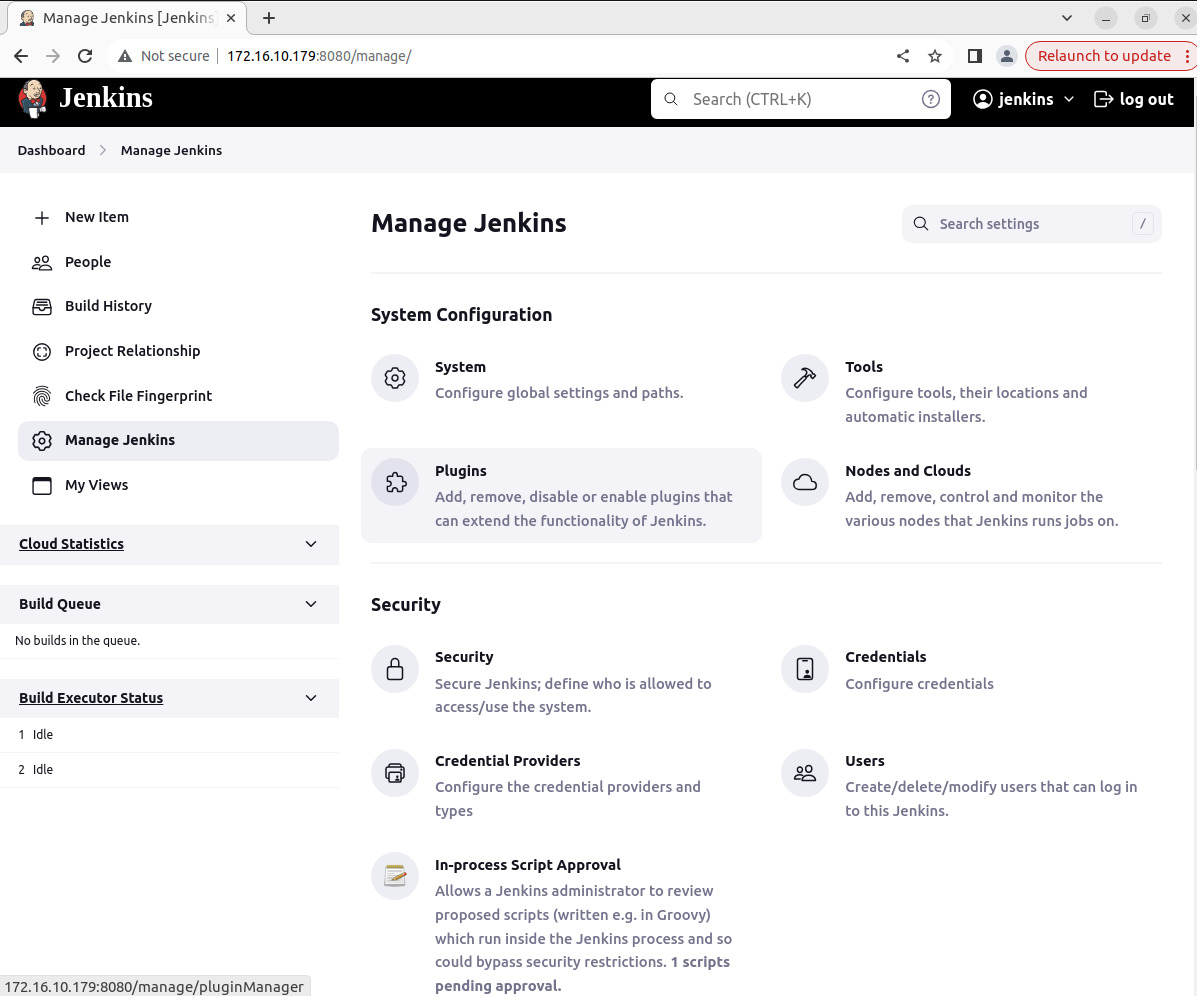 Manage Jenkins [Jenkins]
Not secure 172.16.10.179:8080/manage/ Relaunch to update
Jenkins Search (CTRL+K) ? jenkins log out
Dashboard Manage Jenkins
New Item
People
Build History
Project Relationship
Check File Fingerprint
Manage Jenkins
My Views
Cloud Statistics
Build Queue
No builds in the queue.
Build Executor Status
1 Idle
2 Idle
Manage Jenkins
Search settings /
System Configuration
System
Configure global settings and paths.
Tools
Configure tools, their locations and
automatic installers.
Plugins
Add, remove, disable or enable plugins that
can extend the functionality of Jenkins.
Nodes and Clouds
Add, remove, control and monitor the
various nodes that Jenkins runs jobs on.
Security
Security
Secure Jenkins; define who is allowed to
access/use the system.
Credentials
Configure credentials
Credential Providers
Configure the credential providers and
types
Users
Create/delete/modify users that can log in
to this Jenkins.
In-process Script Approval
Allows a Jenkins administrator to review
proposed scripts (written e.g. in Groovy)
which run inside the Jenkins process and so
could bypass security restrictions. 1 scripts
pending approval.
172.16.10.179:8080/manage/pluginManager